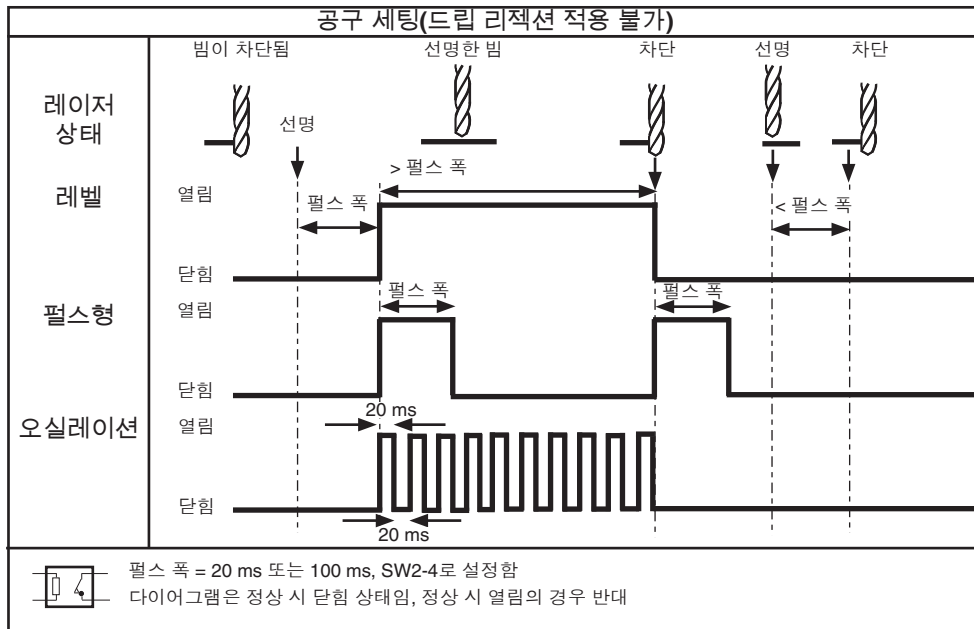 공구 세팅(드립 리젝션 적용 불가)
빔이 차단됨
선명한 빔
차단
선명
차단
레이저
상태
선명
> 펄스 폭
레벨
열림
펄스 폭
< 펄스 폭
닫힘
펄스 폭
펄스 폭
펄스형
열림
닫힘
20 ms
오실레이션
열림
닫힘
20 ms
펄스 폭 = 20 ms 또는 100 ms, SW2-4로 설정함
다이어그램은 정상 시 닫힘 상태임, 정상 시 열림의 경우 반대